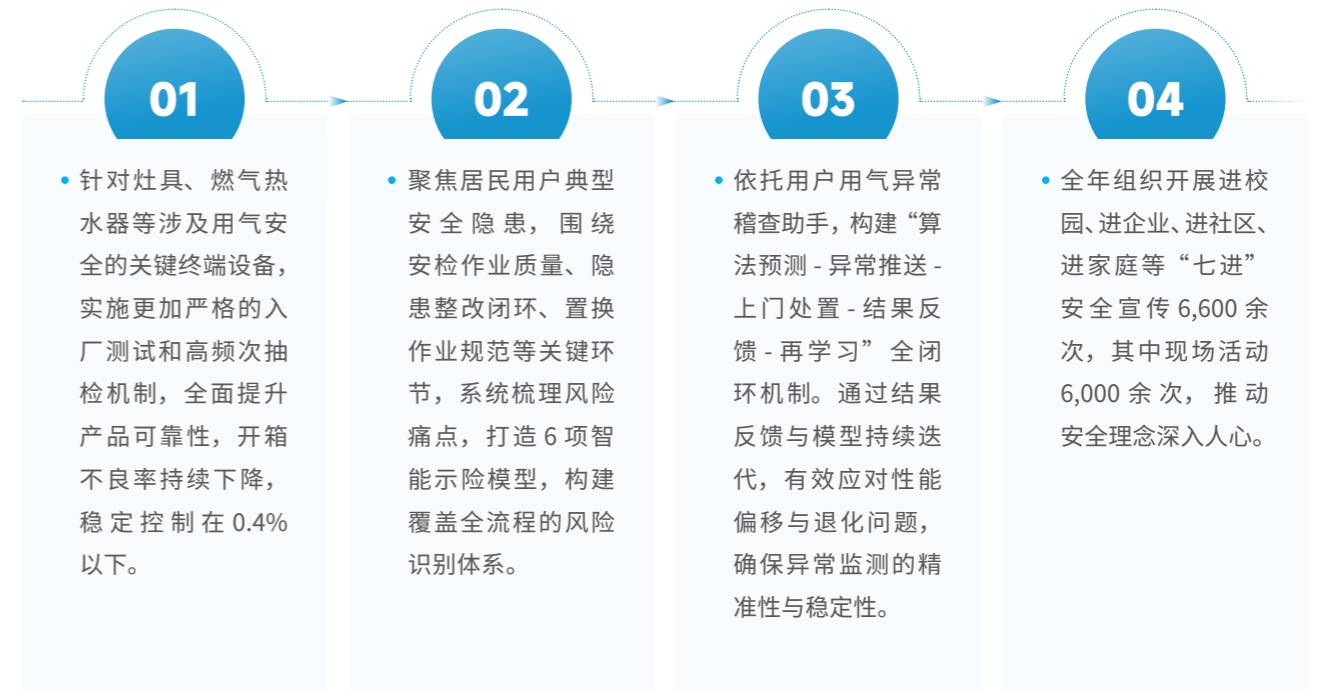 01
• 针对灶具、燃气热
水器等涉及用气安
全的关键终端设备，
实施更加严格的入
厂测试和高频次抽
检机制，全面提升
产品可靠性，开箱
不良率持续下降，
稳定控制在 0.4%
以下。
02
• 聚焦居民用户典型
安全隐患，围绕
安检作业质量、隐
患整改闭环、置换
作业规范等关键环
节，系统梳理风险
痛点，打造 6 项智
能示险模型，构建
覆盖全流程的风险
识别体系。
03
• 依托用户用气异常
稽查助手，构建“算
法预测 - 异常推送 -
上门处置 - 结果反
馈 - 再学习”全闭
环机制。通过结果
反馈与模型持续迭
代，有效应对性能
偏移与退化问题，
确保异常监测的精
准性与稳定性。
04
• 全年组织开展进校
园、进企业、进社区、
进家庭等“七进”
安全宣传 6,600 余
次，其中现场活动
6,000 余次，推动
安全理念深入人心。